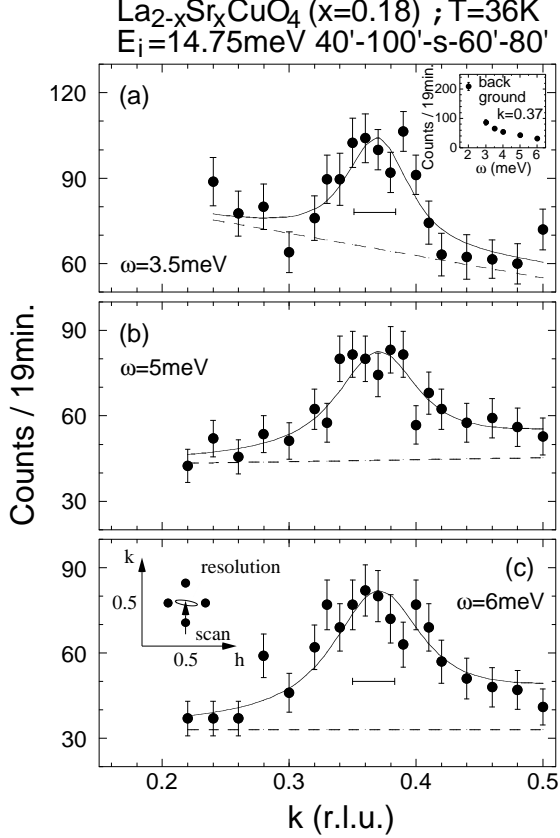 La2-xSrxCuO4 (x=0.18) ; T=36K
Ei=14.75meV 40'-100'-s-60'-80'
120
90
60
(a)
ω=3.5meV
200
100
0
Counts / 19min.
back
ground
k=0.37
2 3 4 5 6
ω (meV)
90
60
30
(b)
ω=5meV
Counts / 19min.
90
60
30
(c)
ω=6meV
k
resolution
0.5
scan
0.5 h
0.2 0.3 0.4 0.5
k (r.l.u.)